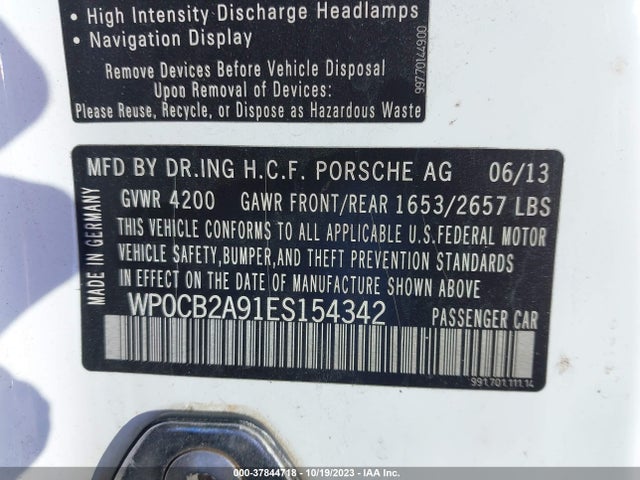 • High Intensity Discharge Headlamps
• Navigation Display
Remove Devices Before Vehicle Disposal
Upon Removal of Devices:
Please Reuse, Recycle, or Dispose as Hazardous Waste
997.701.449.00
MADE IN GERMANY
MFD BY DR.ING H.C.F. PORSCHE AG 06/13
GVWR 4200 GAWR FRONT/REAR 1653/2657 LBS
THIS VEHICLE CONFORMS TO ALL APPLICABLE U.S.FEDERAL MOTOR
VEHICLE SAFETY,BUMPER,AND THEFT PREVENTION STANDARDS
IN EFFECT ON THE DATE OF MANUFACTURE SHOWN ABOVE.
WP0CB2A91ES154342 PASSENGER CAR
991.701.111.14
000-37844718 - 10/19/2023 - IAA Inc.